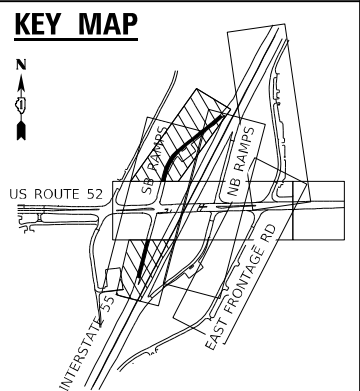 KEY MAP
N
SB RAMPS
NB RAMPS
US ROUTE 52
EAST FRONTAGE RD
INTERSTATE 55